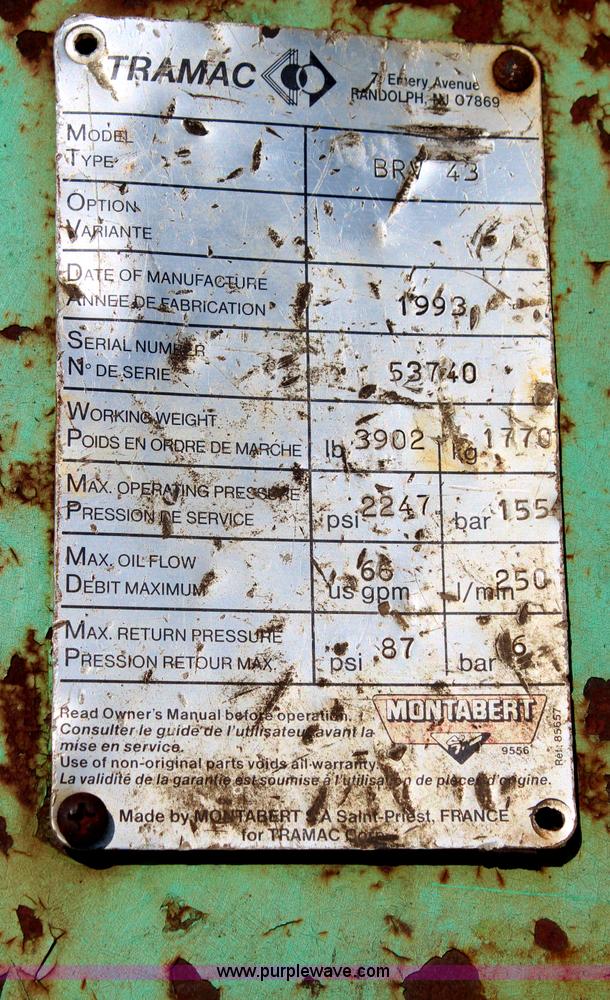 TRAMAC
7, Emery Avenue
RANDOLPH, NJ 07869
MODEL
TYPE
BRV 43
OPTION
VARIANTE
DATE OF MANUFACTURE
ANNEE DE FABRICATION
1993
SERIAL NUMBER
N° DE SERIE
53740
WORKING WEIGHT
POIDS EN ORDRE DE MARCHE
lb 3902 kg 1770
MAX. OPERATING PRESSURE
PRESSION DE SERVICE
psi 2247 bar 155
MAX. OIL FLOW
DEBIT MAXIMUM
us gpm 66 l/min 250
MAX. RETURN PRESSURE
PRESSION RETOUR MAX.
psi 87 bar 6
Read Owner's Manual before operation.
Consulter le guide de l'utilisateur avant la
mise en service.
Use of non-original parts voids all warranty.
La validité de la garantie est soumise à l'utilisation de pièces d'origine.
MONTABERT
9556
Ref: 85657
Made by MONTABERT S.A Saint-Priest, FRANCE
for TRAMAC Corp.
www.purplewave.com